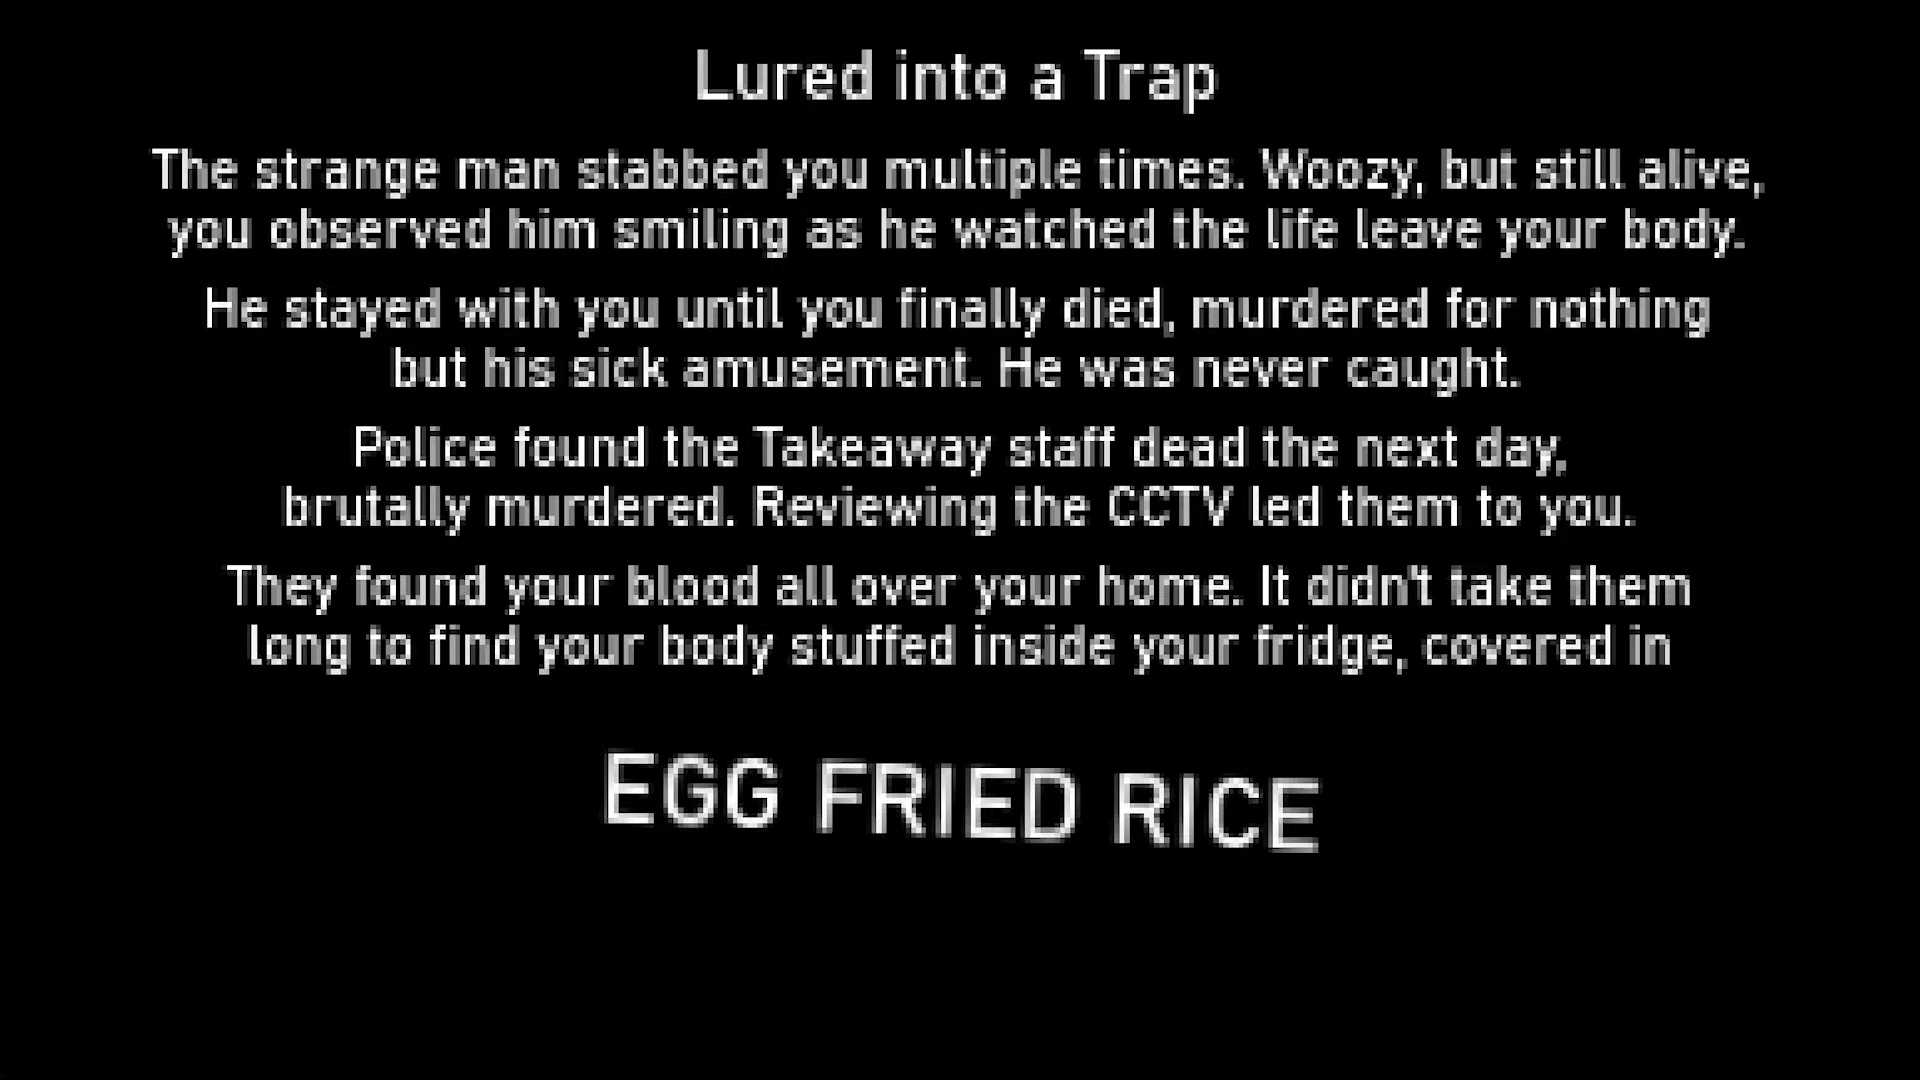 Lured into a Trap
The strange man stabbed you multiple times. Woozy, but still alive,
you observed him smiling as he watched the life leave your body.
He stayed with you until you finally died, murdered for nothing
but his sick amusement. He was never caught.
Police found the Takeaway staff dead the next day,
brutally murdered. Reviewing the CCTV led them to you.
They found your blood all over your home. It didn't take them
long to find your body stuffed inside your fridge, covered in
EGG FRIED RICE